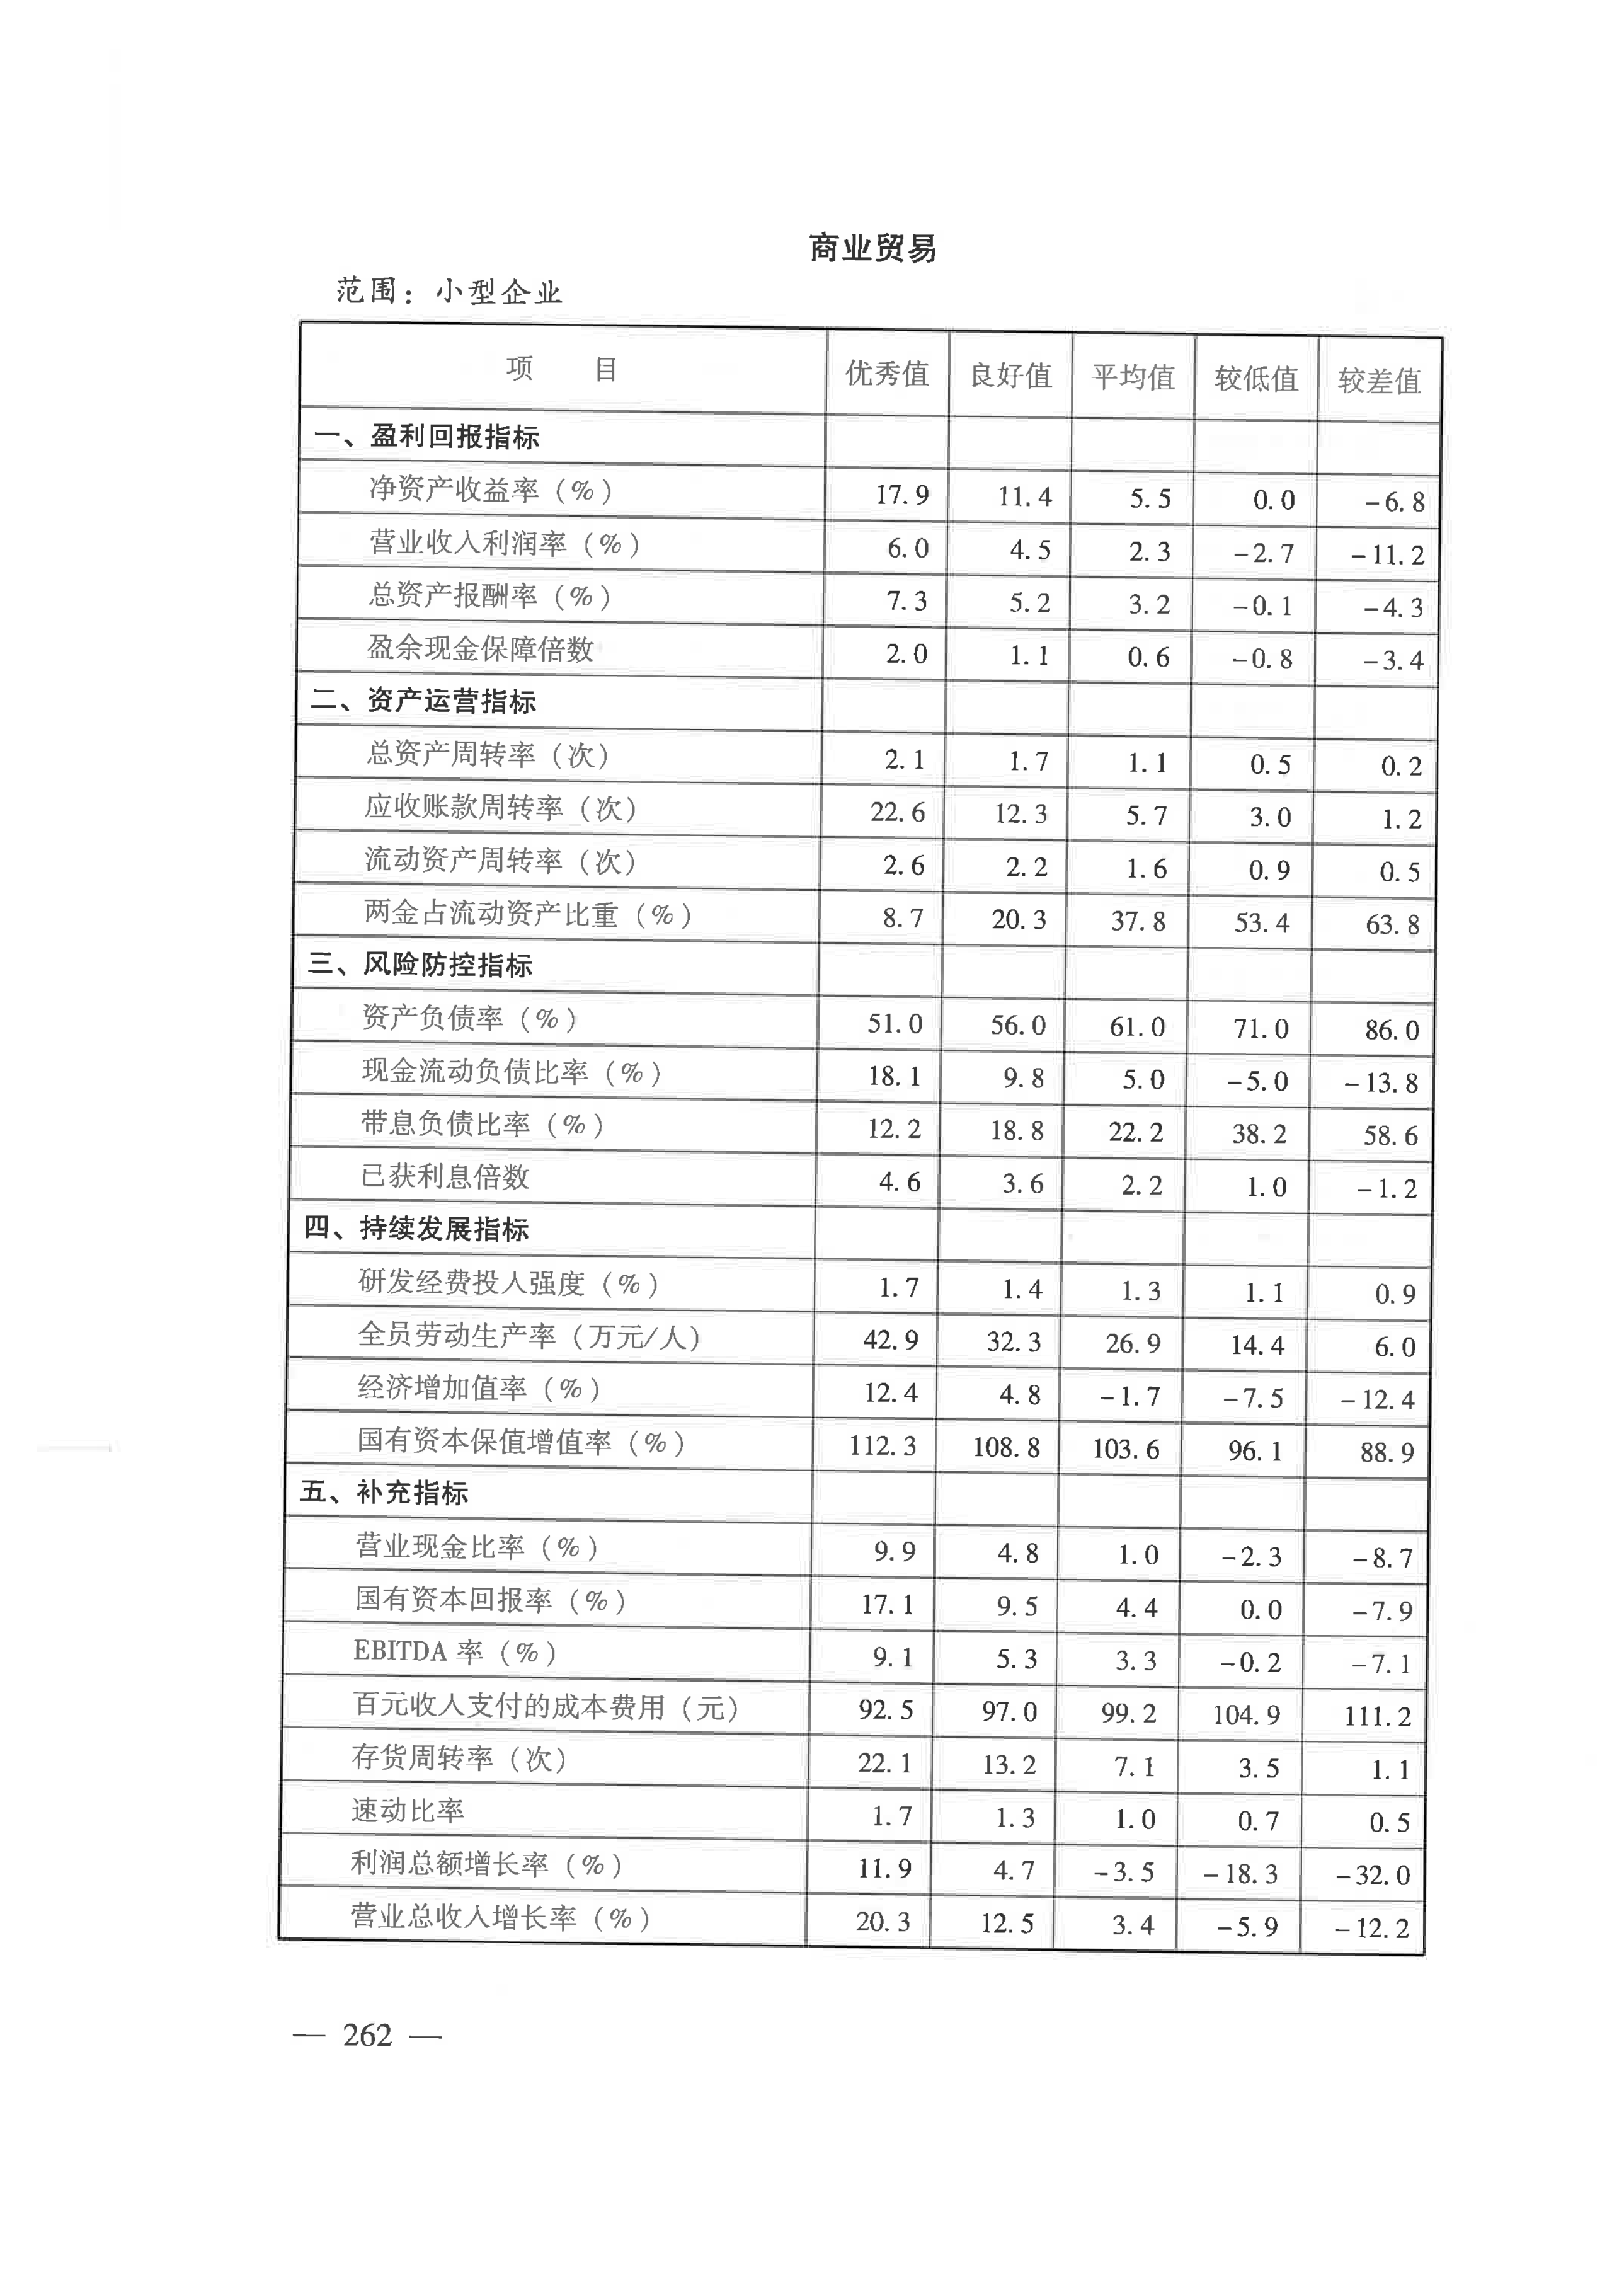 商业贸易
范围：小型企业
项 目 优秀值 良好值 平均值 较低值 较差值
一、盈利回报指标
净资产收益率（%） 17.9 11.4 5.5 0.0 -6.8
营业收入利润率（%） 6.0 4.5 2.3 -2.7 -11.2
总资产报酬率（%） 7.3 5.2 3.2 -0.1 -4.3
盈余现金保障倍数 2.0 1.1 0.6 -0.8 -3.4
二、资产运营指标
总资产周转率（次） 2.1 1.7 1.1 0.5 0.2
应收账款周转率（次） 22.6 12.3 5.7 3.0 1.2
流动资产周转率（次） 2.6 2.2 1.6 0.9 0.5
两金占流动资产比重（%） 8.7 20.3 37.8 53.4 63.8
三、风险防控指标
资产负债率（%） 51.0 56.0 61.0 71.0 86.0
现金流动负债比率（%） 18.1 9.8 5.0 -5.0 -13.8
带息负债比率（%） 12.2 18.8 22.2 38.2 58.6
已获利息倍数 4.6 3.6 2.2 1.0 -1.2
四、持续发展指标
研发经费投入强度（%） 1.7 1.4 1.3 1.1 0.9
全员劳动生产率（万元/人） 42.9 32.3 26.9 14.4 6.0
经济增加值率（%） 12.4 4.8 -1.7 -7.5 -12.4
国有资本保值增值率（%） 112.3 108.8 103.6 96.1 88.9
五、补充指标
营业现金比率（%） 9.9 4.8 1.0 -2.3 -8.7
国有资本回报率（%） 17.1 9.5 4.4 0.0 -7.9
EBITDA 率（%） 9.1 5.3 3.3 -0.2 -7.1
百元收入支付的成本费用（元） 92.5 97.0 99.2 104.9 111.2
存货周转率（次） 22.1 13.2 7.1 3.5 1.1
速动比率 1.7 1.3 1.0 0.7 0.5
利润总额增长率（%） 11.9 4.7 -3.5 -18.3 -32.0
营业总收入增长率（%） 20.3 12.5 3.4 -5.9 -12.2
— 262 —